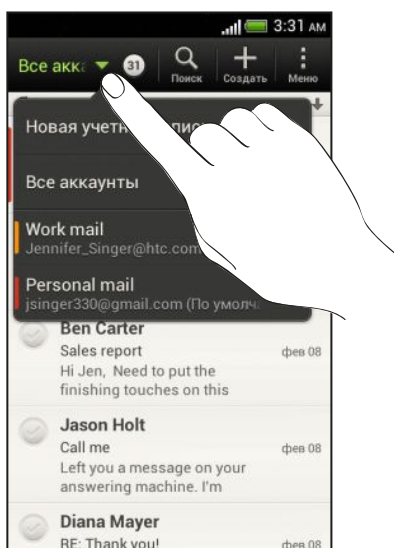 3:31 AM
Все акк
31
Поиск
Создать
Меню
Новая учетн
Все аккаунты
Work mail
Jennifer_Singer@htc.com
Personal mail
jsinger330@gmail.com (По умолч
Ben Carter
Sales report фев 08
Hi Jen, Need to put the
finishing touches on this
Jason Holt
Call me фев 08
Left you a message on your
answering machine. I'm
Diana Mayer
RE: Thank you! фев 08